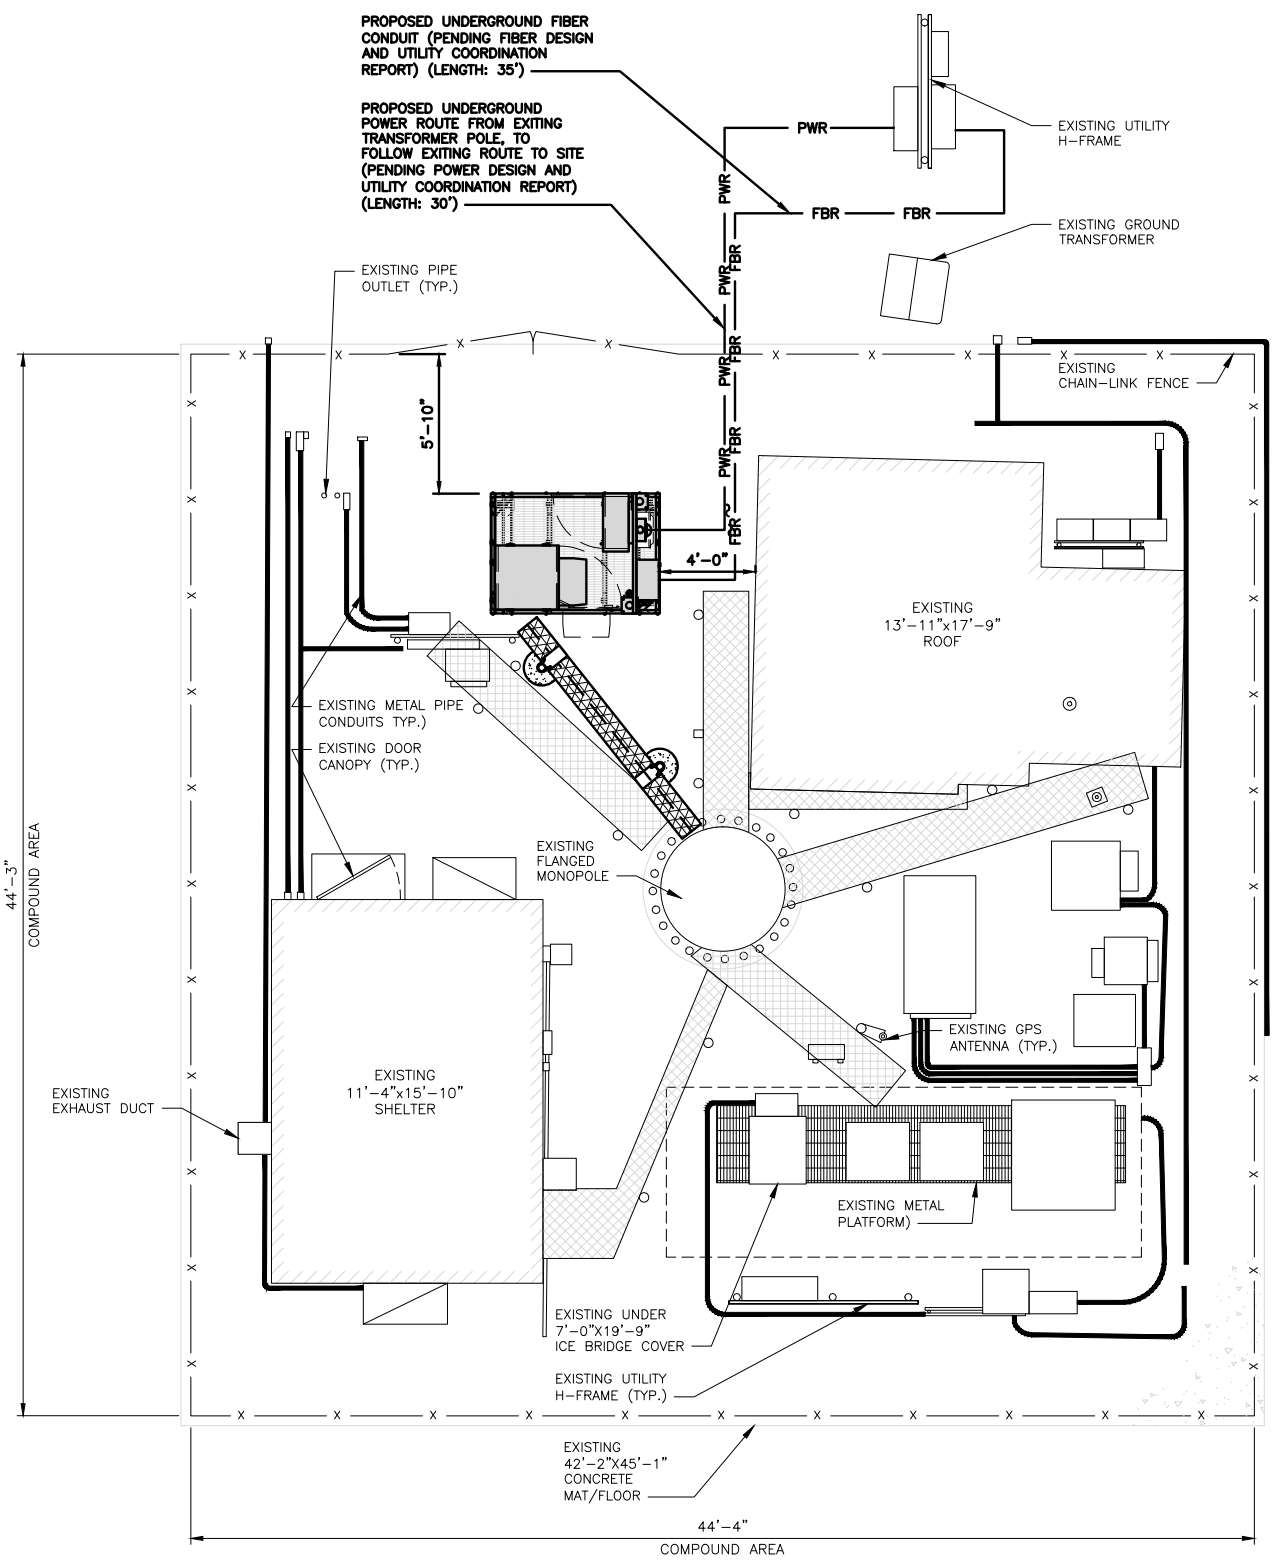 PROPOSED UNDERGROUND FIBER
CONDUIT (PENDING FIBER DESIGN
AND UTILITY COORDINATION
REPORT) (LENGTH: 35')
PROPOSED UNDERGROUND
POWER ROUTE FROM EXITING
TRANSFORMER POLE, TO
FOLLOW EXITING ROUTE TO SITE
(PENDING POWER DESIGN AND
UTILITY COORDINATION REPORT)
(LENGTH: 30')
PWR
EXISTING UTILITY
H-FRAME
PWR
FBR
FBR
EXISTING GROUND
TRANSFORMER
FBR
PWR
EXISTING PIPE
OUTLET (TYP.)
X
X
X
X
FBR
X
X
X
X
X
PWR
EXISTING
CHAIN-LINK FENCE
X
X
5'-10"
FBR
PWR
X
X
FBR
4'-0"
X
X
EXISTING
13'-11"x17'-9"
ROOF
X
X
EXISTING METAL PIPE
CONDUITS TYP.)
EXISTING DOOR
CANOPY (TYP.)
X
X
44'-3"
COMPOUND AREA
EXISTING
FLANGED
MONOPOLE
X
X
X
X
EXISTING GPS
ANTENNA (TYP.)
EXISTING
EXHAUST DUCT
EXISTING
11'-4"x15'-10"
SHELTER
X
X
X
X
EXISTING METAL
PLATFORM)
X
X
EXISTING UNDER
7'-0"X19'-9"
ICE BRIDGE COVER
X
X
EXISTING UTILITY
H-FRAME (TYP.)
X
X
X
X
X
X
X
X
X
X
X
EXISTING
42'-2"X45'-1"
CONCRETE
MAT/FLOOR
44'-4"
COMPOUND AREA